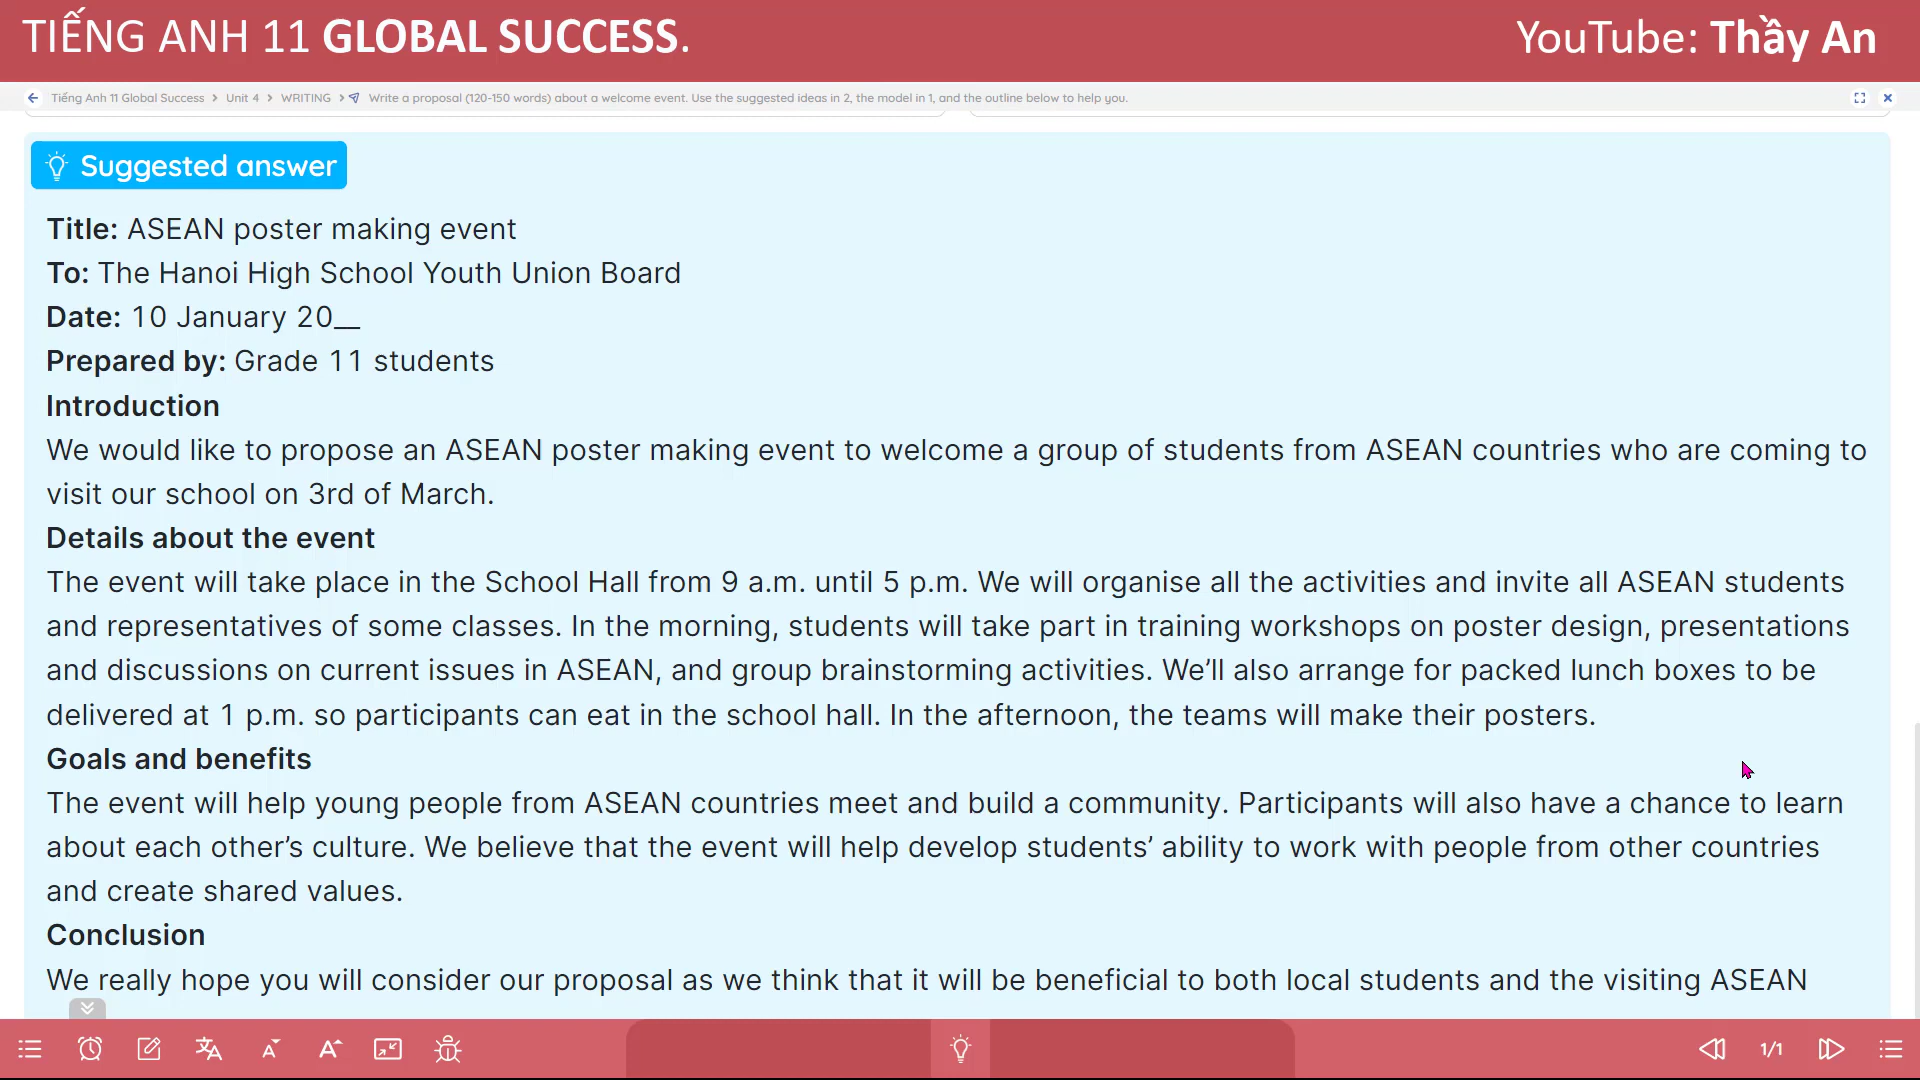 TIẾNG ANH 11 GLOBAL SUCCESS.
YouTube: Thầy An
Tiếng Anh 11 Global Success > Unit 4 > WRITING > Write a proposal (120-150 words) about a welcome event. Use the suggested ideas in 2, the model in 1, and the outline below to help you.
Suggested answer
Title: ASEAN poster making event
To: The Hanoi High School Youth Union Board
Date: 10 January 20__
Prepared by: Grade 11 students
Introduction
We would like to propose an ASEAN poster making event to welcome a group of students from ASEAN countries who are coming to
visit our school on 3rd of March.
Details about the event
The event will take place in the School Hall from 9 a.m. until 5 p.m. We will organise all the activities and invite all ASEAN students
and representatives of some classes. In the morning, students will take part in training workshops on poster design, presentations
and discussions on current issues in ASEAN, and group brainstorming activities. We’ll also arrange for packed lunch boxes to be
delivered at 1 p.m. so participants can eat in the school hall. In the afternoon, the teams will make their posters.
Goals and benefits
The event will help young people from ASEAN countries meet and build a community. Participants will also have a chance to learn
about each other’s culture. We believe that the event will help develop students’ ability to work with people from other countries
and create shared values.
Conclusion
We really hope you will consider our proposal as we think that it will be beneficial to both local students and the visiting ASEAN
1/1